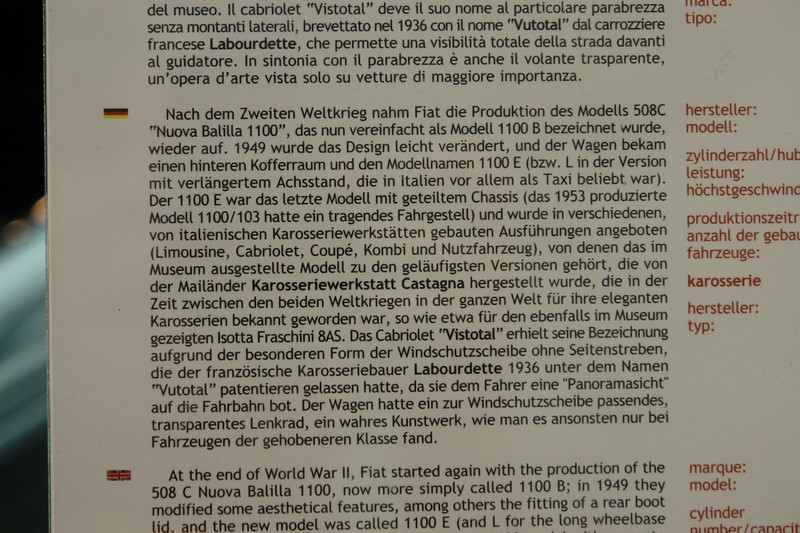 del museo. Il cabriolet "Vistotal" deve il suo nome al particolare parabrezza
senza montanti laterali, brevettato nel 1936 con il nome "Vutotal" dal carrozziere
francese Labourdette, che permette una visibilità totale della strada davanti
al guidatore. In sintonia con il parabrezza è anche il volante trasparente,
un'opera d'arte vista solo su vetture di maggiore importanza.
marca:
tipo:
Nach dem Zweiten Weltkrieg nahm Fiat die Produktion des Modells 508C
"Nuova Balilla 1100", das nun vereinfacht als Modell 1100 B bezeichnet wurde,
wieder auf. 1949 wurde das Design leicht verändert, und der Wagen bekam
einen hinteren Kofferraum und den Modellnamen 1100 E (bzw. L in der Version
mit verlängertem Achsstand, die in Italien vor allem als Taxi beliebt war).
Der 1100 E war das letzte Modell mit geteiltem Chassis (das 1953 produzierte
Modell 1100/103 hatte ein tragendes Fahrgestell) und wurde in verschiedenen,
von italienischen Karosseriewerkstätten gebauten Ausführungen angeboten
(Limousine, Cabriolet, Coupé, Kombi und Nutzfahrzeug), von denen das im
Museum ausgestellte Modell zu den geläufigsten Versionen gehört, die von
der Mailänder Karosseriewerkstatt Castagna hergestellt wurde, die in der
Zeit zwischen den beiden Weltkriegen in der ganzen Welt für ihre eleganten
Karosserien bekannt geworden war, so wie etwa für den ebenfalls im Museum
gezeigten Isotta Fraschini 8AS. Das Cabriolet "Vistotal" erhielt seine Bezeichnung
aufgrund der besonderen Form der Windschutzscheibe ohne Seitenstreben,
die der französische Karosseriebauer Labourdette 1936 unter dem Namen
"Vutotal" patentieren gelassen hatte, da sie dem Fahrer eine "Panoramasicht"
auf die Fahrbahn bot. Der Wagen hatte ein zur Windschutzscheibe passendes,
transparentes Lenkrad, ein wahres Kunstwerk, wie man es ansonsten nur bei
Fahrzeugen der gehobeneren Klasse fand.
hersteller:
modell:
zylinderzahl/hub
leistung:
höchstgeschwind
produktionszeitr
anzahl der gebau
fahrzeuge:
karosserie
hersteller:
typ:
At the end of World War II, Fiat started again with the production of the
508 C Nuova Balilla 1100, now more simply called 1100 B; in 1949 they
modified some aesthetical features, among others the fitting of a rear boot
lid, and the new model was called 1100 E (and L for the long wheelbase
marque:
model:
cylinder
number/capacit